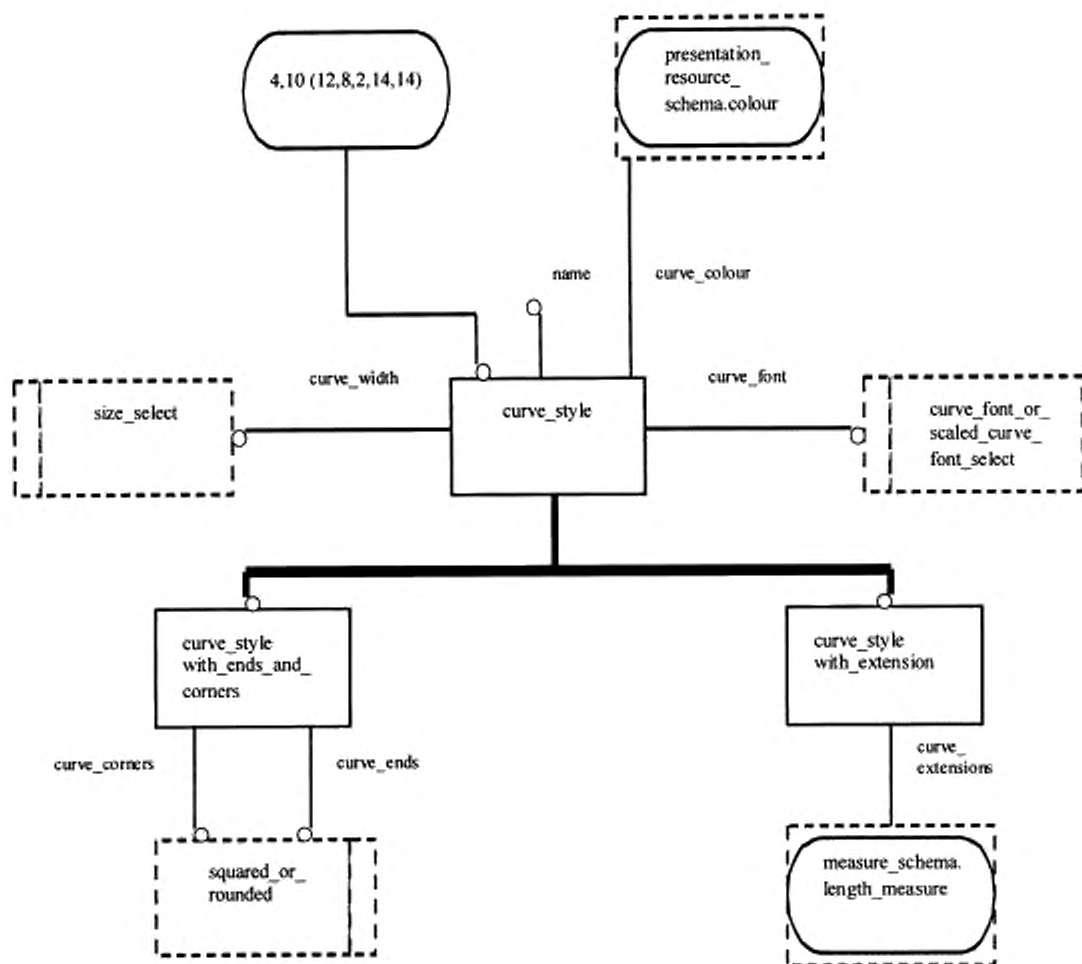 4,10 (12,8,2,14,14)
presentation_
resource_
schema.colour
name
curve_colour
curve_width
curve_font
size_select
curve_style
curve_font_or_
scaled_curve_
font_select
curve_style
with_ends_and_
corners
curve_style
with_extension
curve_corners
curve_ends
curve_
extensions
squared_or_
rounded
measure_schema.
length_measure